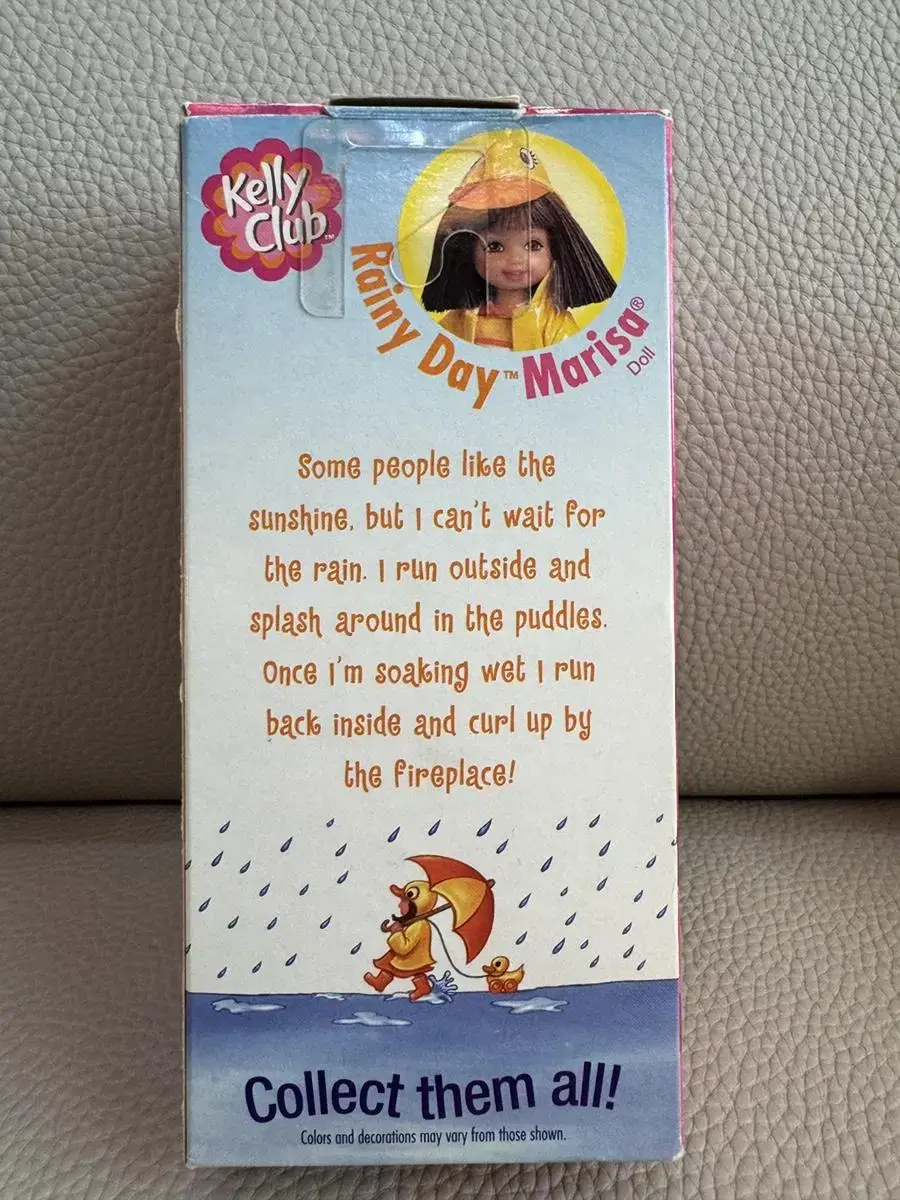 Kelly
Club™
Rainy Day™ Marisa®
Doll
Some people like the
sunshine, but I can't wait for
the rain. I run outside and
splash around in the puddles.
Once I'm soaking wet I run
back inside and curl up by
the fireplace!
Collect them all!
Colors and decorations may vary from those shown.